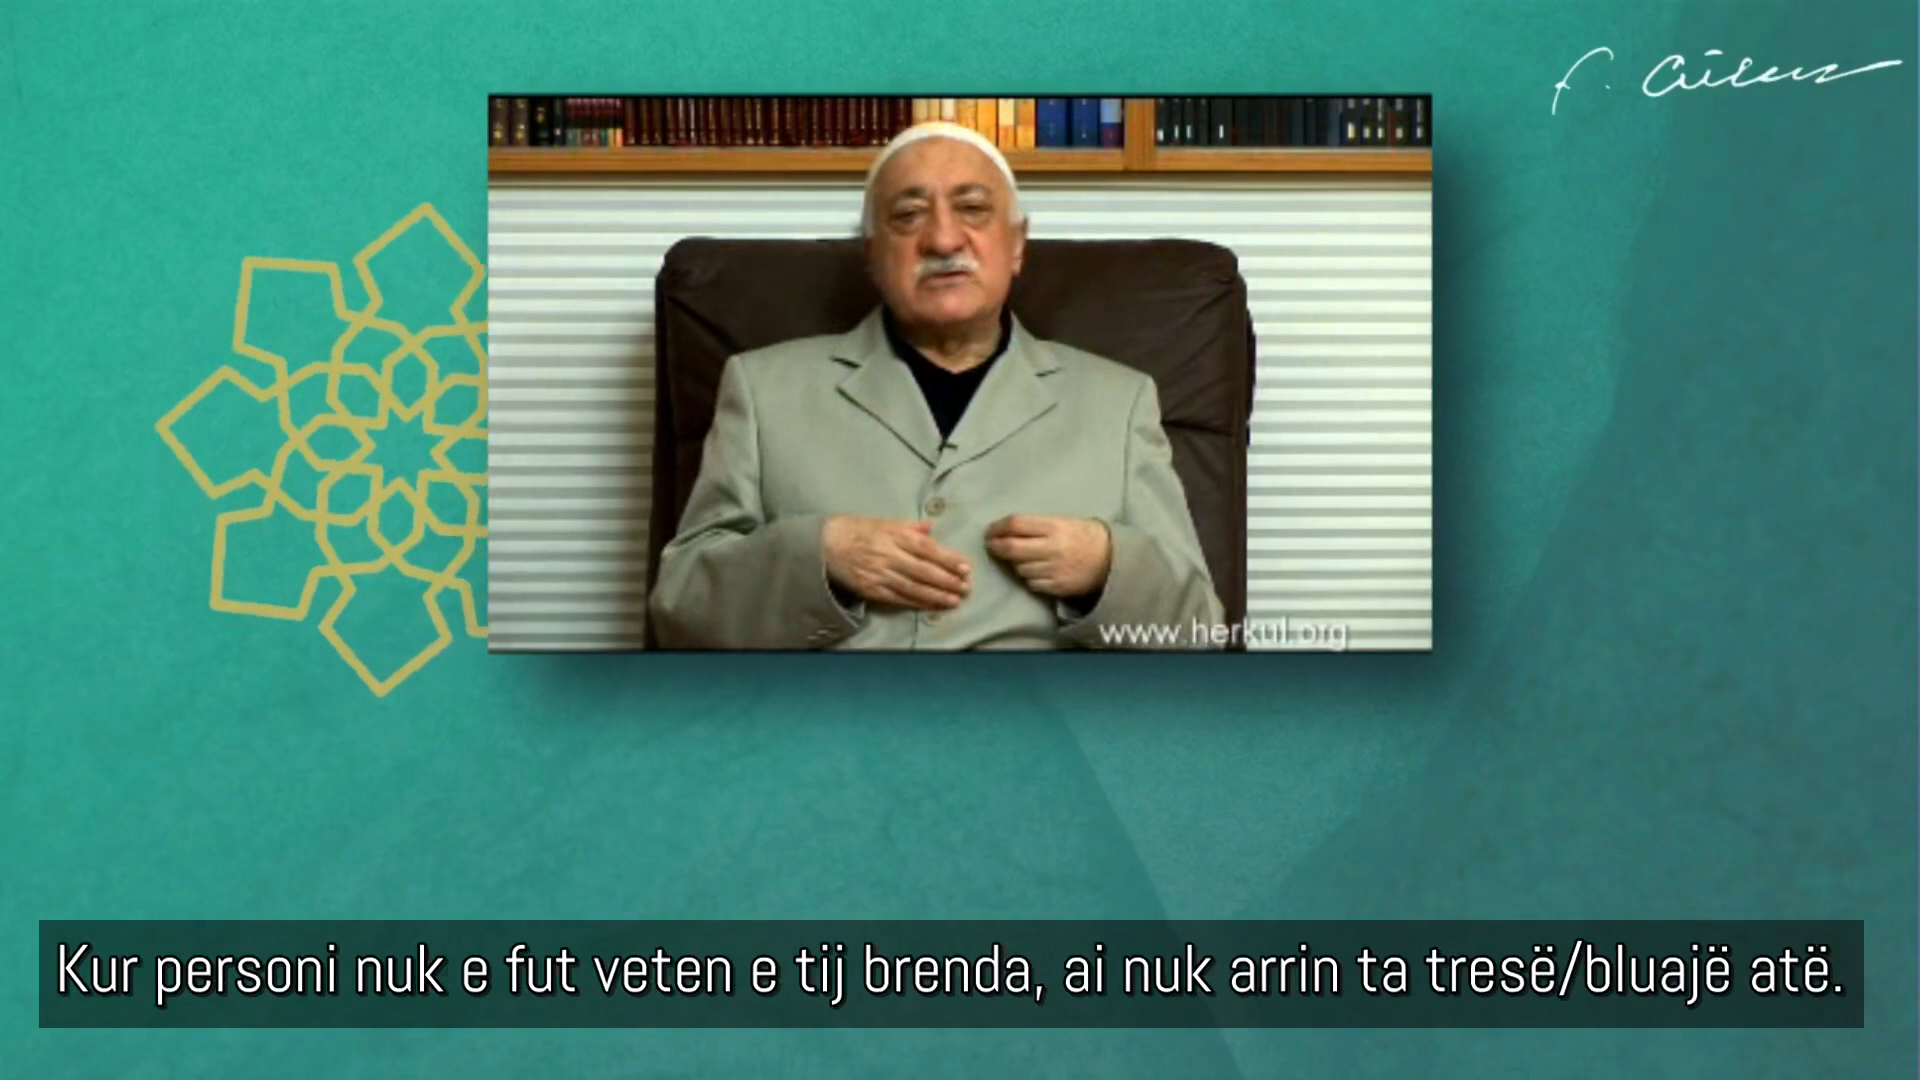 www.herkul.org
Kur personi nuk e fut veten e tij brenda, ai nuk arrin ta tresë/bluajë atë.